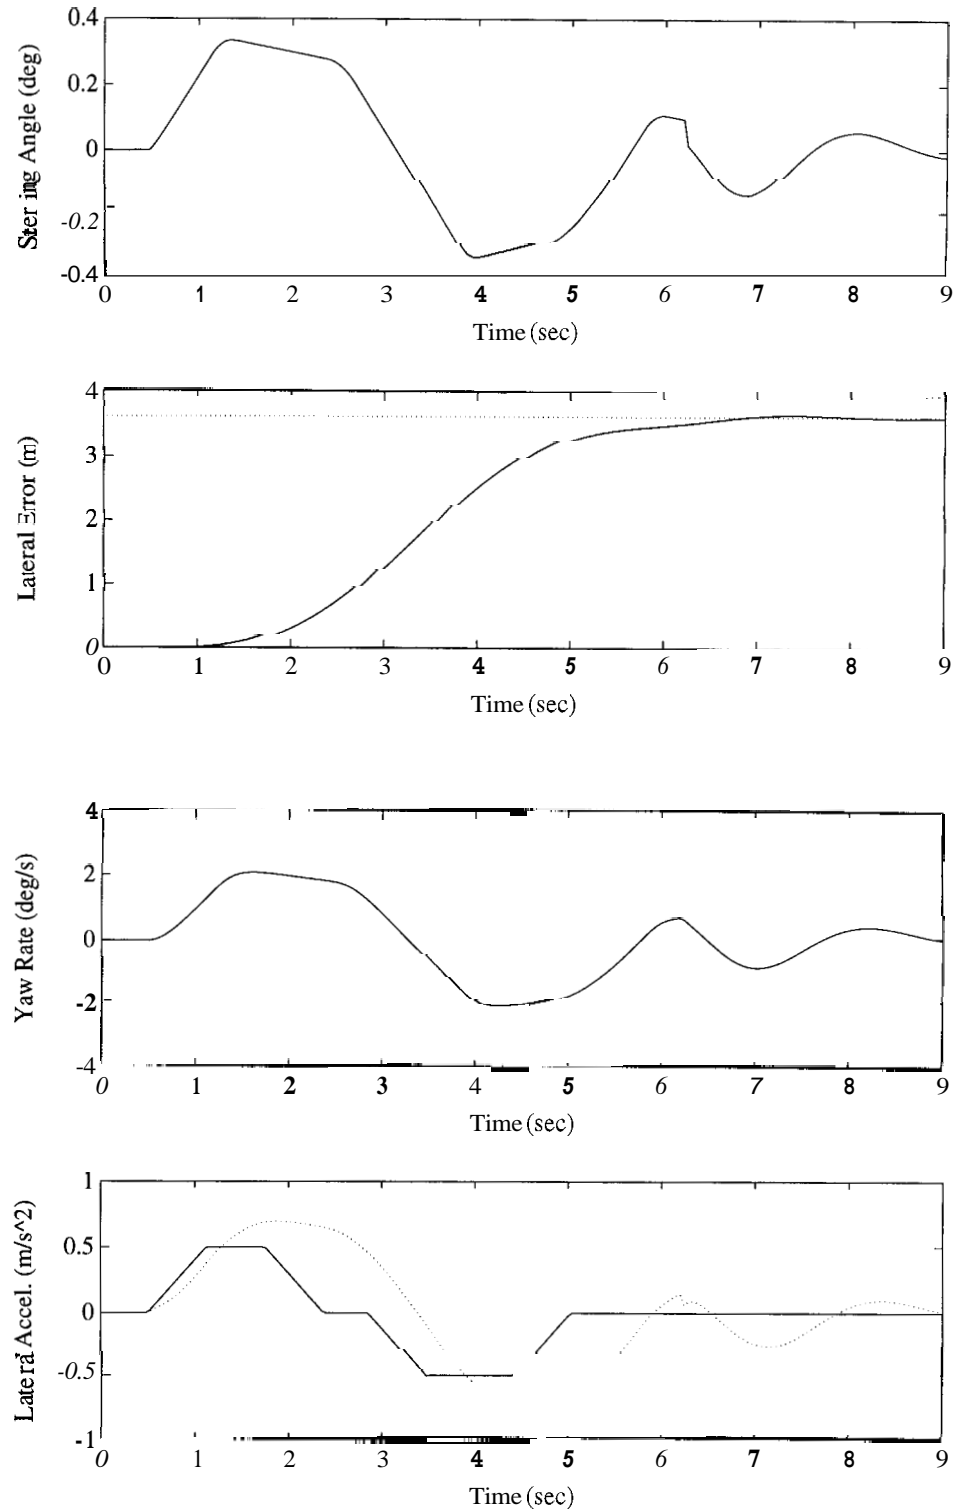 0.4
0.2
0
-0.2
-0.4
Steering Angle (deg)
0 1 2 3 4 5 6 7 8 9
Time (sec)
4
3
2
1
0
Lateral Error (m)
0 1 2 3 4 5 6 7 8 9
Time (sec)
4
2
0
-2
-4
Yaw Rate (deg/s)
0 1 2 3 4 5 6 7 8 9
Time (sec)
1
0.5
0
-0.5
-1
Lateral Accel. (m/s^2)
0 1 2 3 4 5 6 7 8 9
Time (sec)